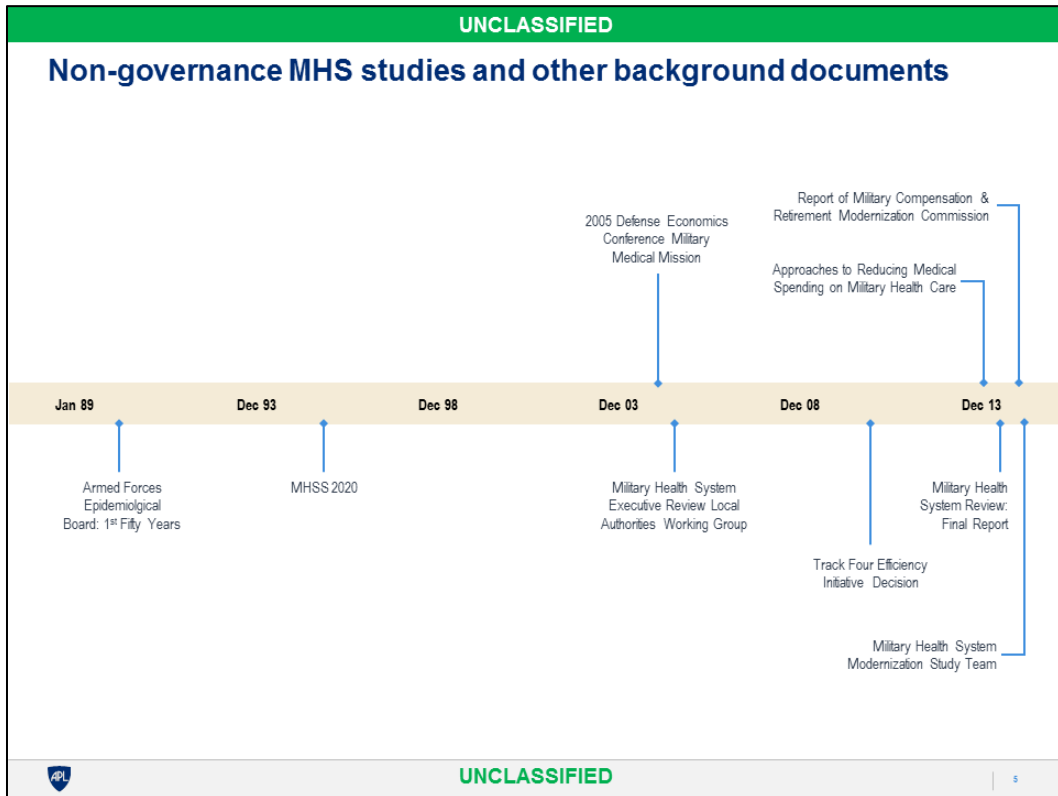 UNCLASSIFIED
Non-governance MHS studies and other background documents
Report of Military Compensation &
Retirement Modernization Commission
2005 Defense Economics
Conference Military
Medical Mission
Approaches to Reducing Medical
Spending on Military Health Care
Jan 89 Dec 93 Dec 98 Dec 03 Dec 08 Dec 13
Armed Forces
Epidemiolgical
Board: 1st Fifty Years
MHSS 2020
Military Health System
Executive Review Local
Authorities Working Group
Military Health
System Review:
Final Report
Track Four Efficiency
Initiative Decision
Military Health System
Modernization Study Team
APL
UNCLASSIFIED
5